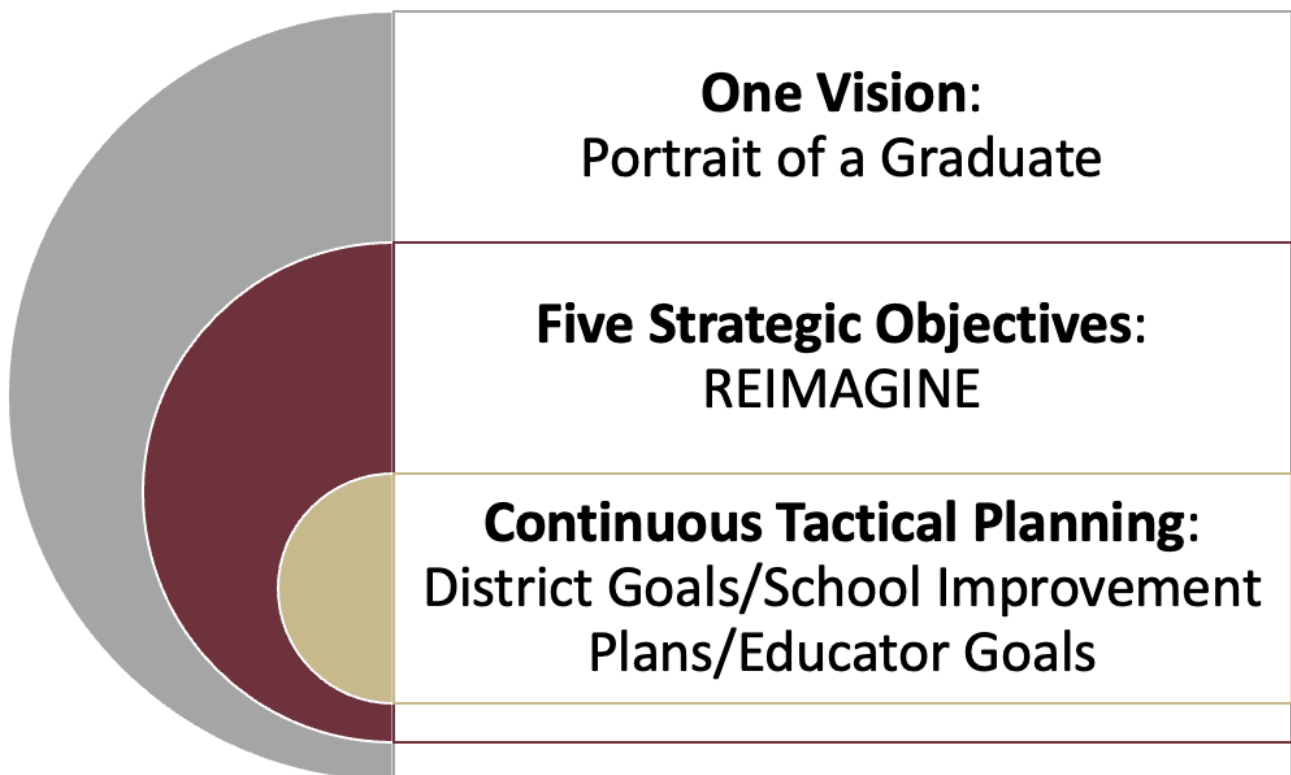 One Vision:
Portrait of a Graduate
Five Strategic Objectives:
REIMAGINE
Continuous Tactical Planning:
District Goals/School Improvement
Plans/Educator Goals